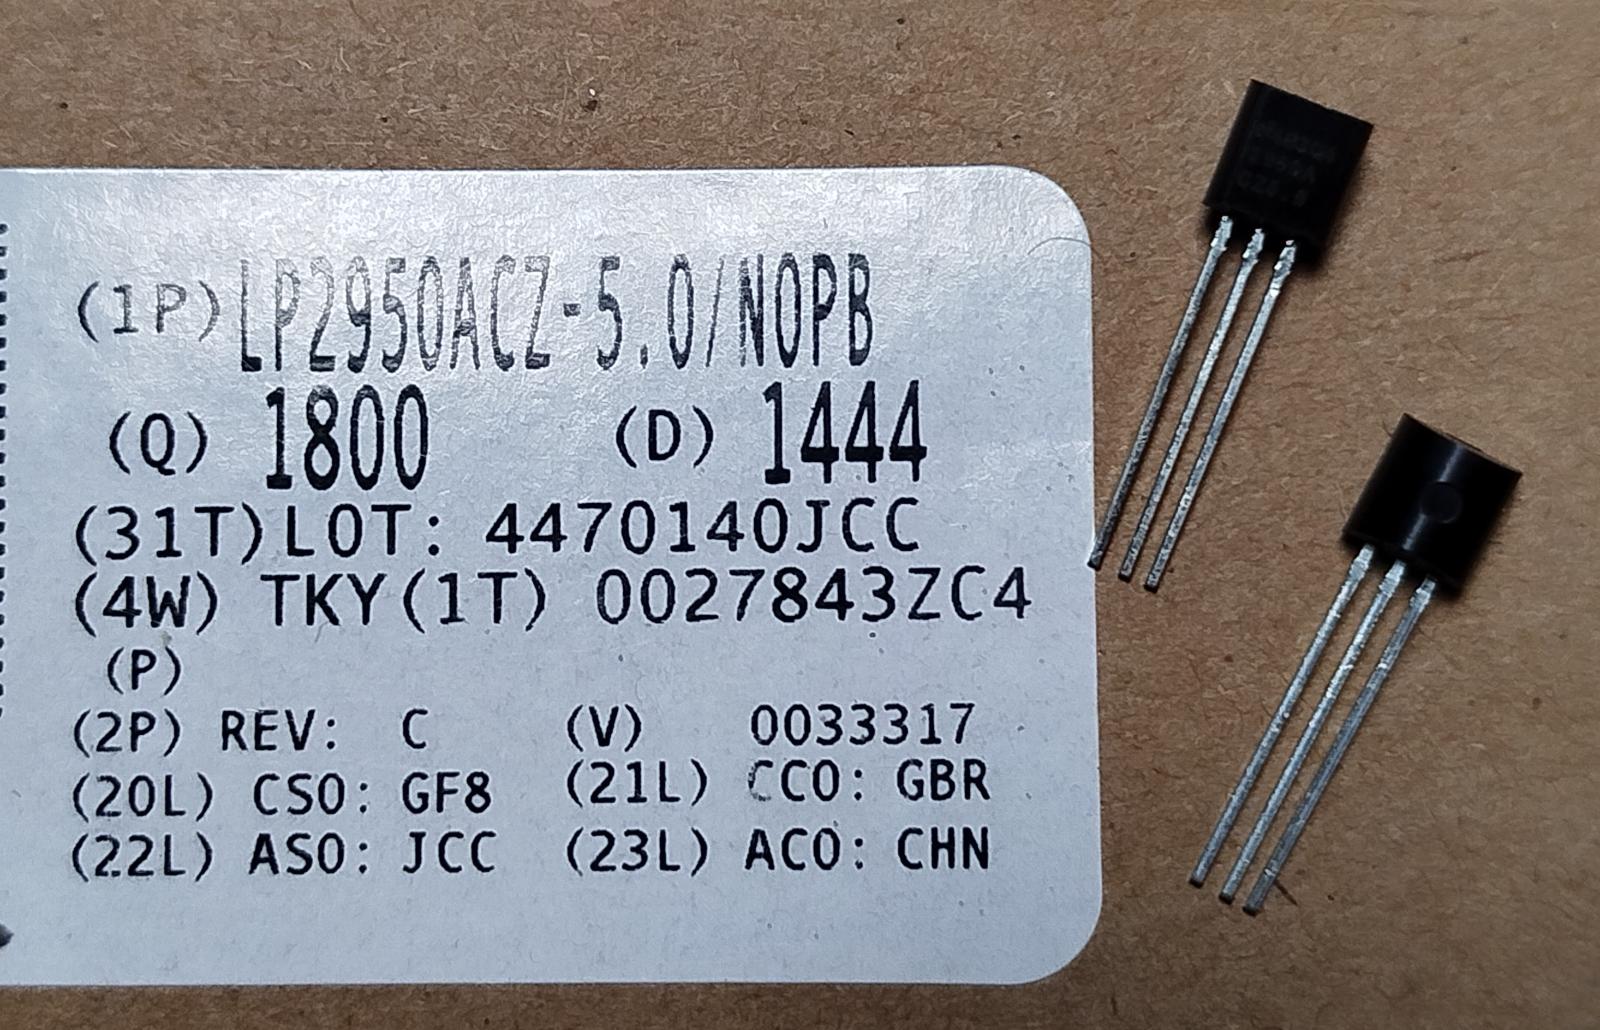 (1P) LP2950ACZ-5.0/NOPB
(Q) 1800 (D) 1444
(31T) LOT: 4470140JCC
(4W) TKY (1T) 0027843ZC4
(P)
(2P) REV: C (V) 0033317
(20L) CSO: GF8 (21L) CCO: GBR
(22L) ASO: JCC (23L) ACO: CHN